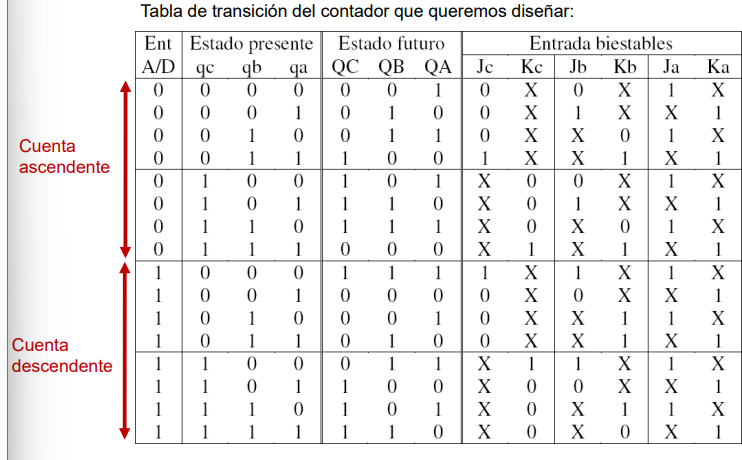 Tabla de transición del contador que queremos diseñar:
Ent Estado presente Estado futuro Entrada biestables
A/D qc qb qa QC QB QA Jc Kc Jb Kb Ja Ka
0 0 0 0 0 0 1 0 X 0 X 1 X
0 0 0 1 0 1 0 0 X 1 X X 1
0 0 1 0 0 1 1 0 X X 0 1 X
0 0 1 1 1 0 0 1 X X 1 X 1
0 1 0 0 1 0 1 X 0 0 X 1 X
0 1 0 1 1 1 0 X 0 1 X X 1
0 1 1 0 1 1 1 X 0 X 0 1 X
0 1 1 1 0 0 0 X 1 X 1 X 1
1 0 0 0 1 1 1 1 X 1 X 1 X
1 0 0 1 0 0 0 0 X 0 X X 1
1 0 1 0 0 0 1 0 X X 1 1 X
1 0 1 1 0 1 0 0 X X 1 X 1
1 1 0 0 0 1 1 X 1 1 X 1 X
1 1 0 1 1 0 0 X 0 0 X X 1
1 1 1 0 1 0 1 X 0 X 1 1 X
1 1 1 1 1 1 0 X 0 X 0 X 1
Cuenta
ascendente
Cuenta
descendente